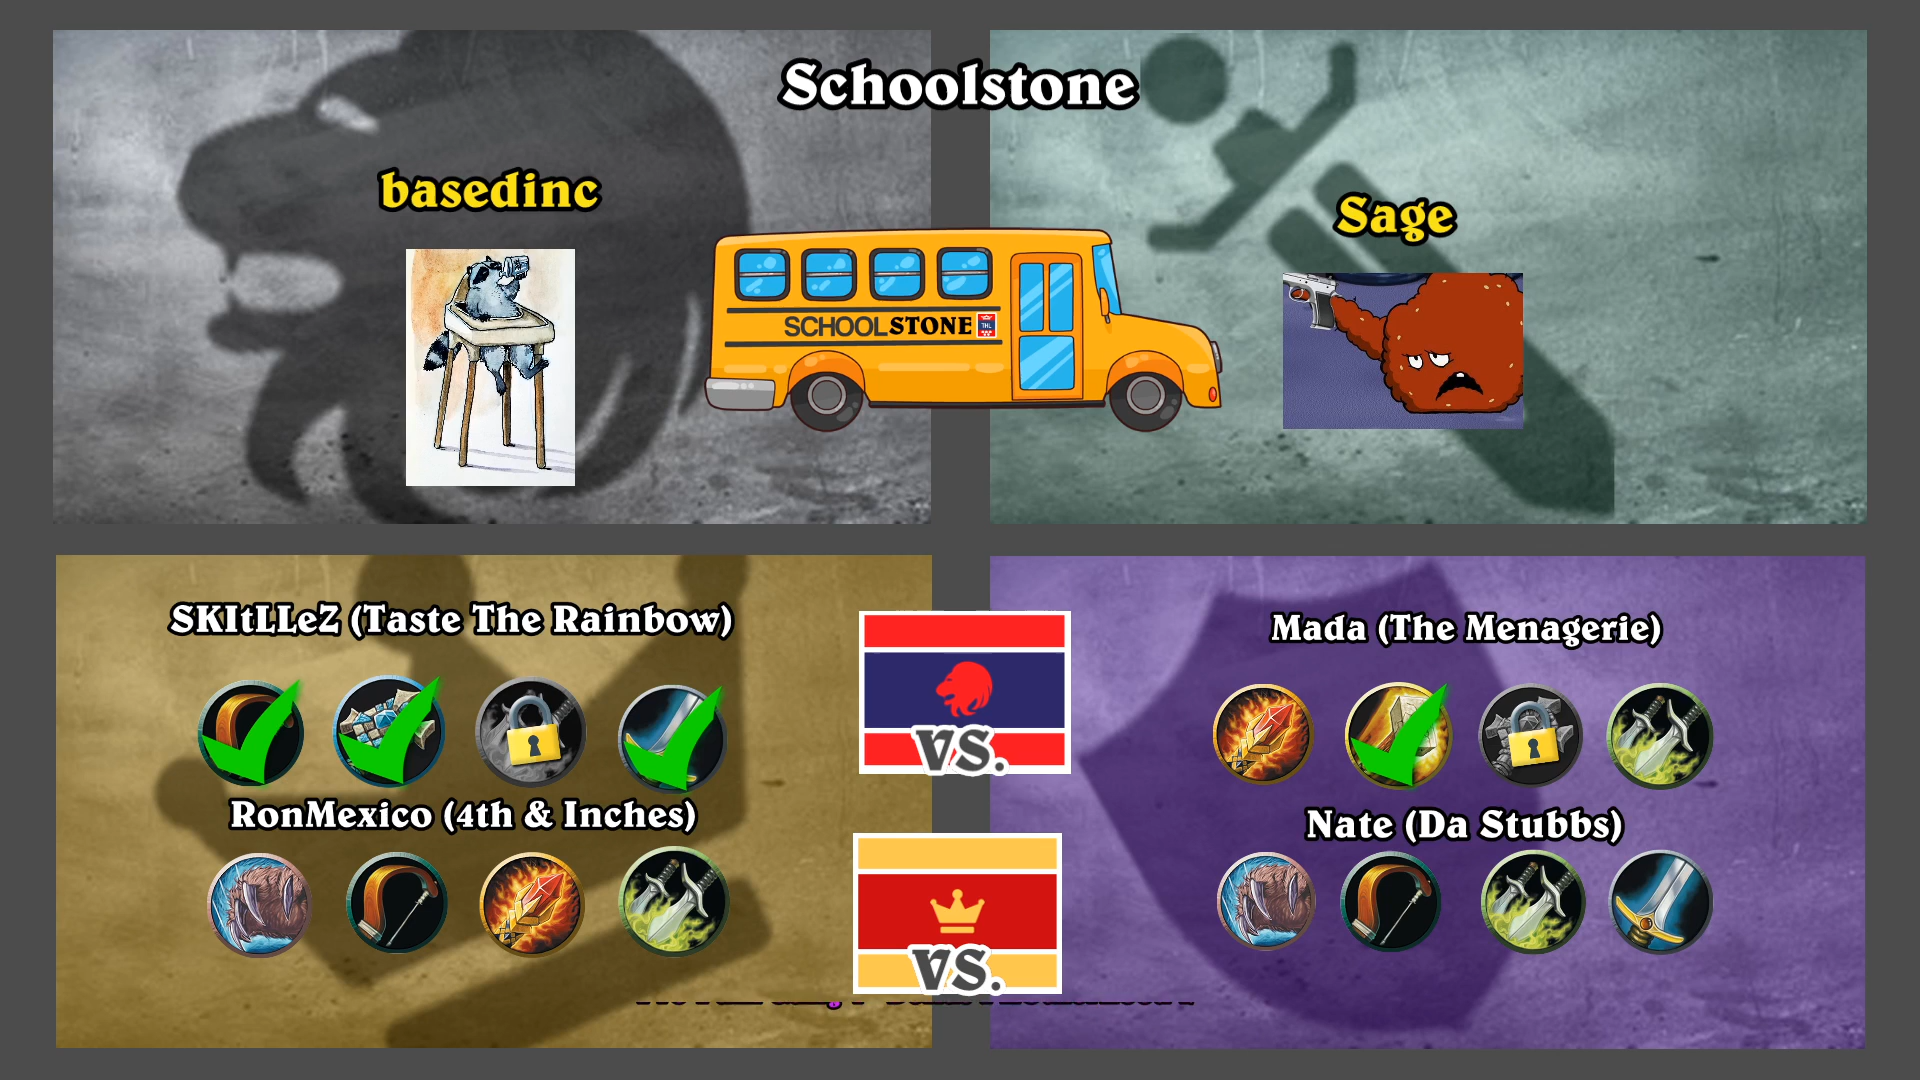 Schoolstone
basedinc
Sage
SCHOOLSTONE THL
SKItLLeZ (Taste The Rainbow)
Mada (The Menagerie)
VS.
RonMexico (4th & Inches)
Nate (Da Stubbs)
VS.